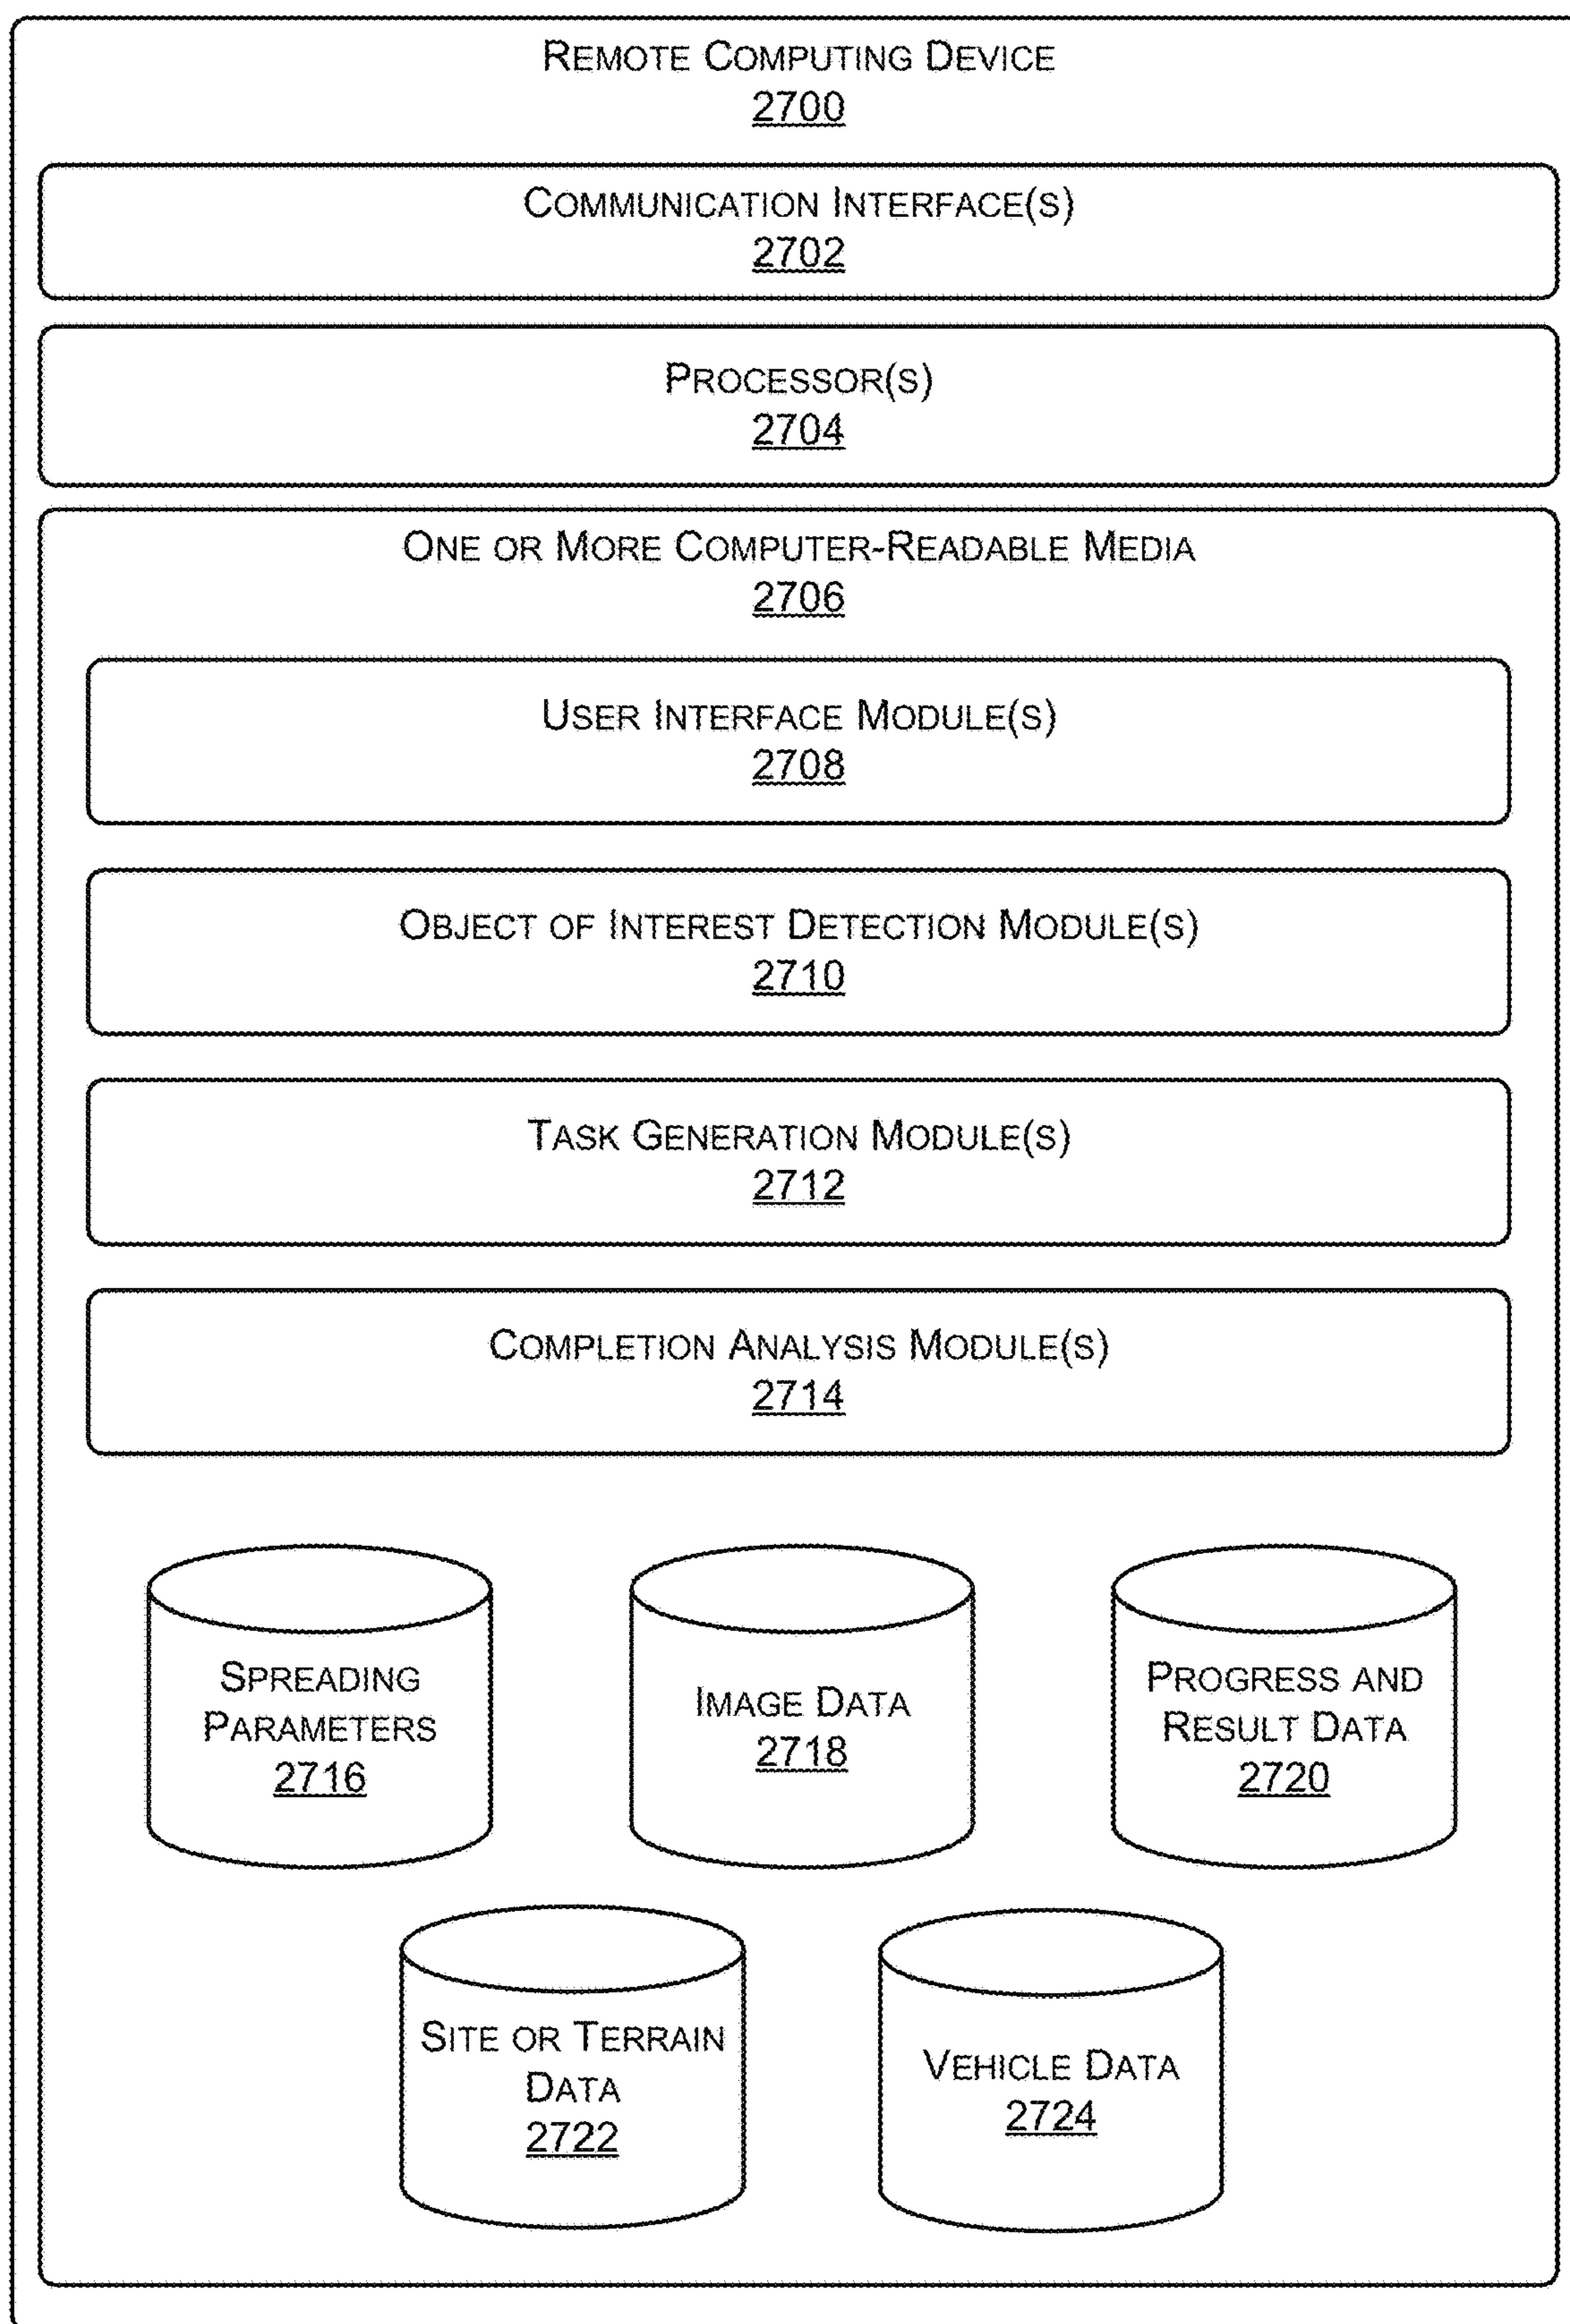 REMOTE COMPUTING DEVICE
2700
COMMUNICATION INTERFACE(S)
2702
PROCESSOR(S)
2704
ONE OR MORE COMPUTER-READABLE MEDIA
2706
USER INTERFACE MODULE(S)
2708
OBJECT OF INTEREST DETECTION MODULE(S)
2710
TASK GENERATION MODULE(S)
2712
COMPLETION ANALYSIS MODULE(S)
2714
SPREADING
PARAMETERS
2716
IMAGE DATA
2718
PROGRESS AND
RESULT DATA
2720
SITE OR TERRAIN
DATA
2722
VEHICLE DATA
2724